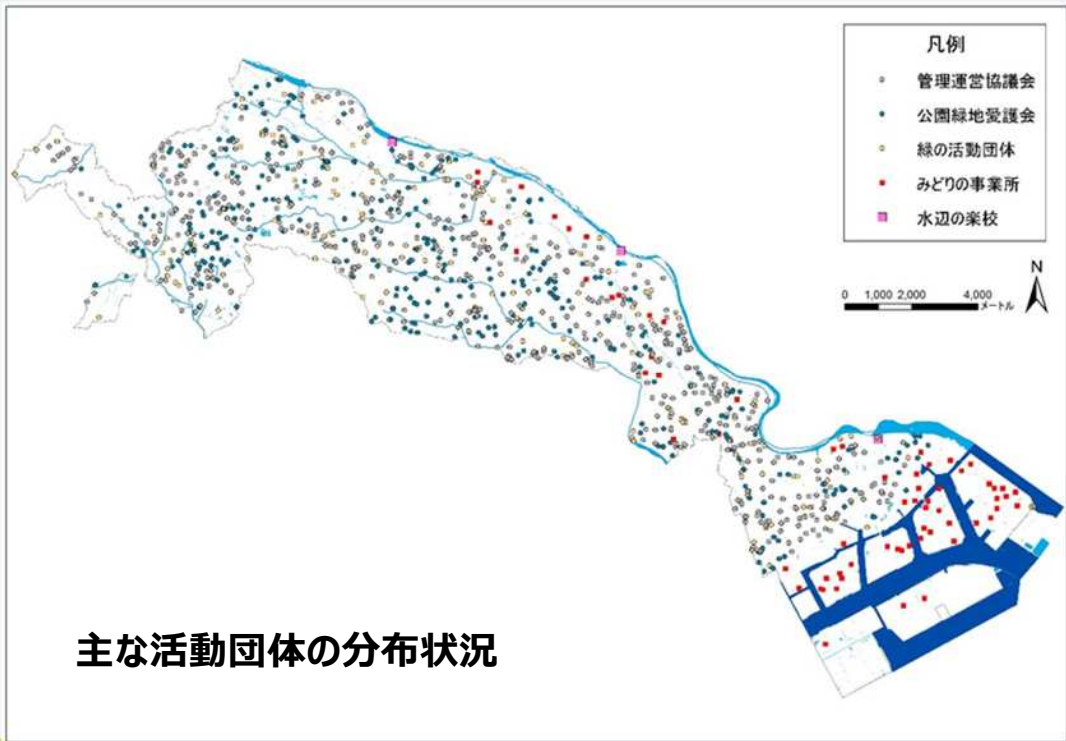 凡例
管理運営協議会
公園緑地愛護会
緑の活動団体
みどりの事業所
水辺の楽校
N
0 1,000 2,000 4,000
メートル
主な活動団体の分布状況